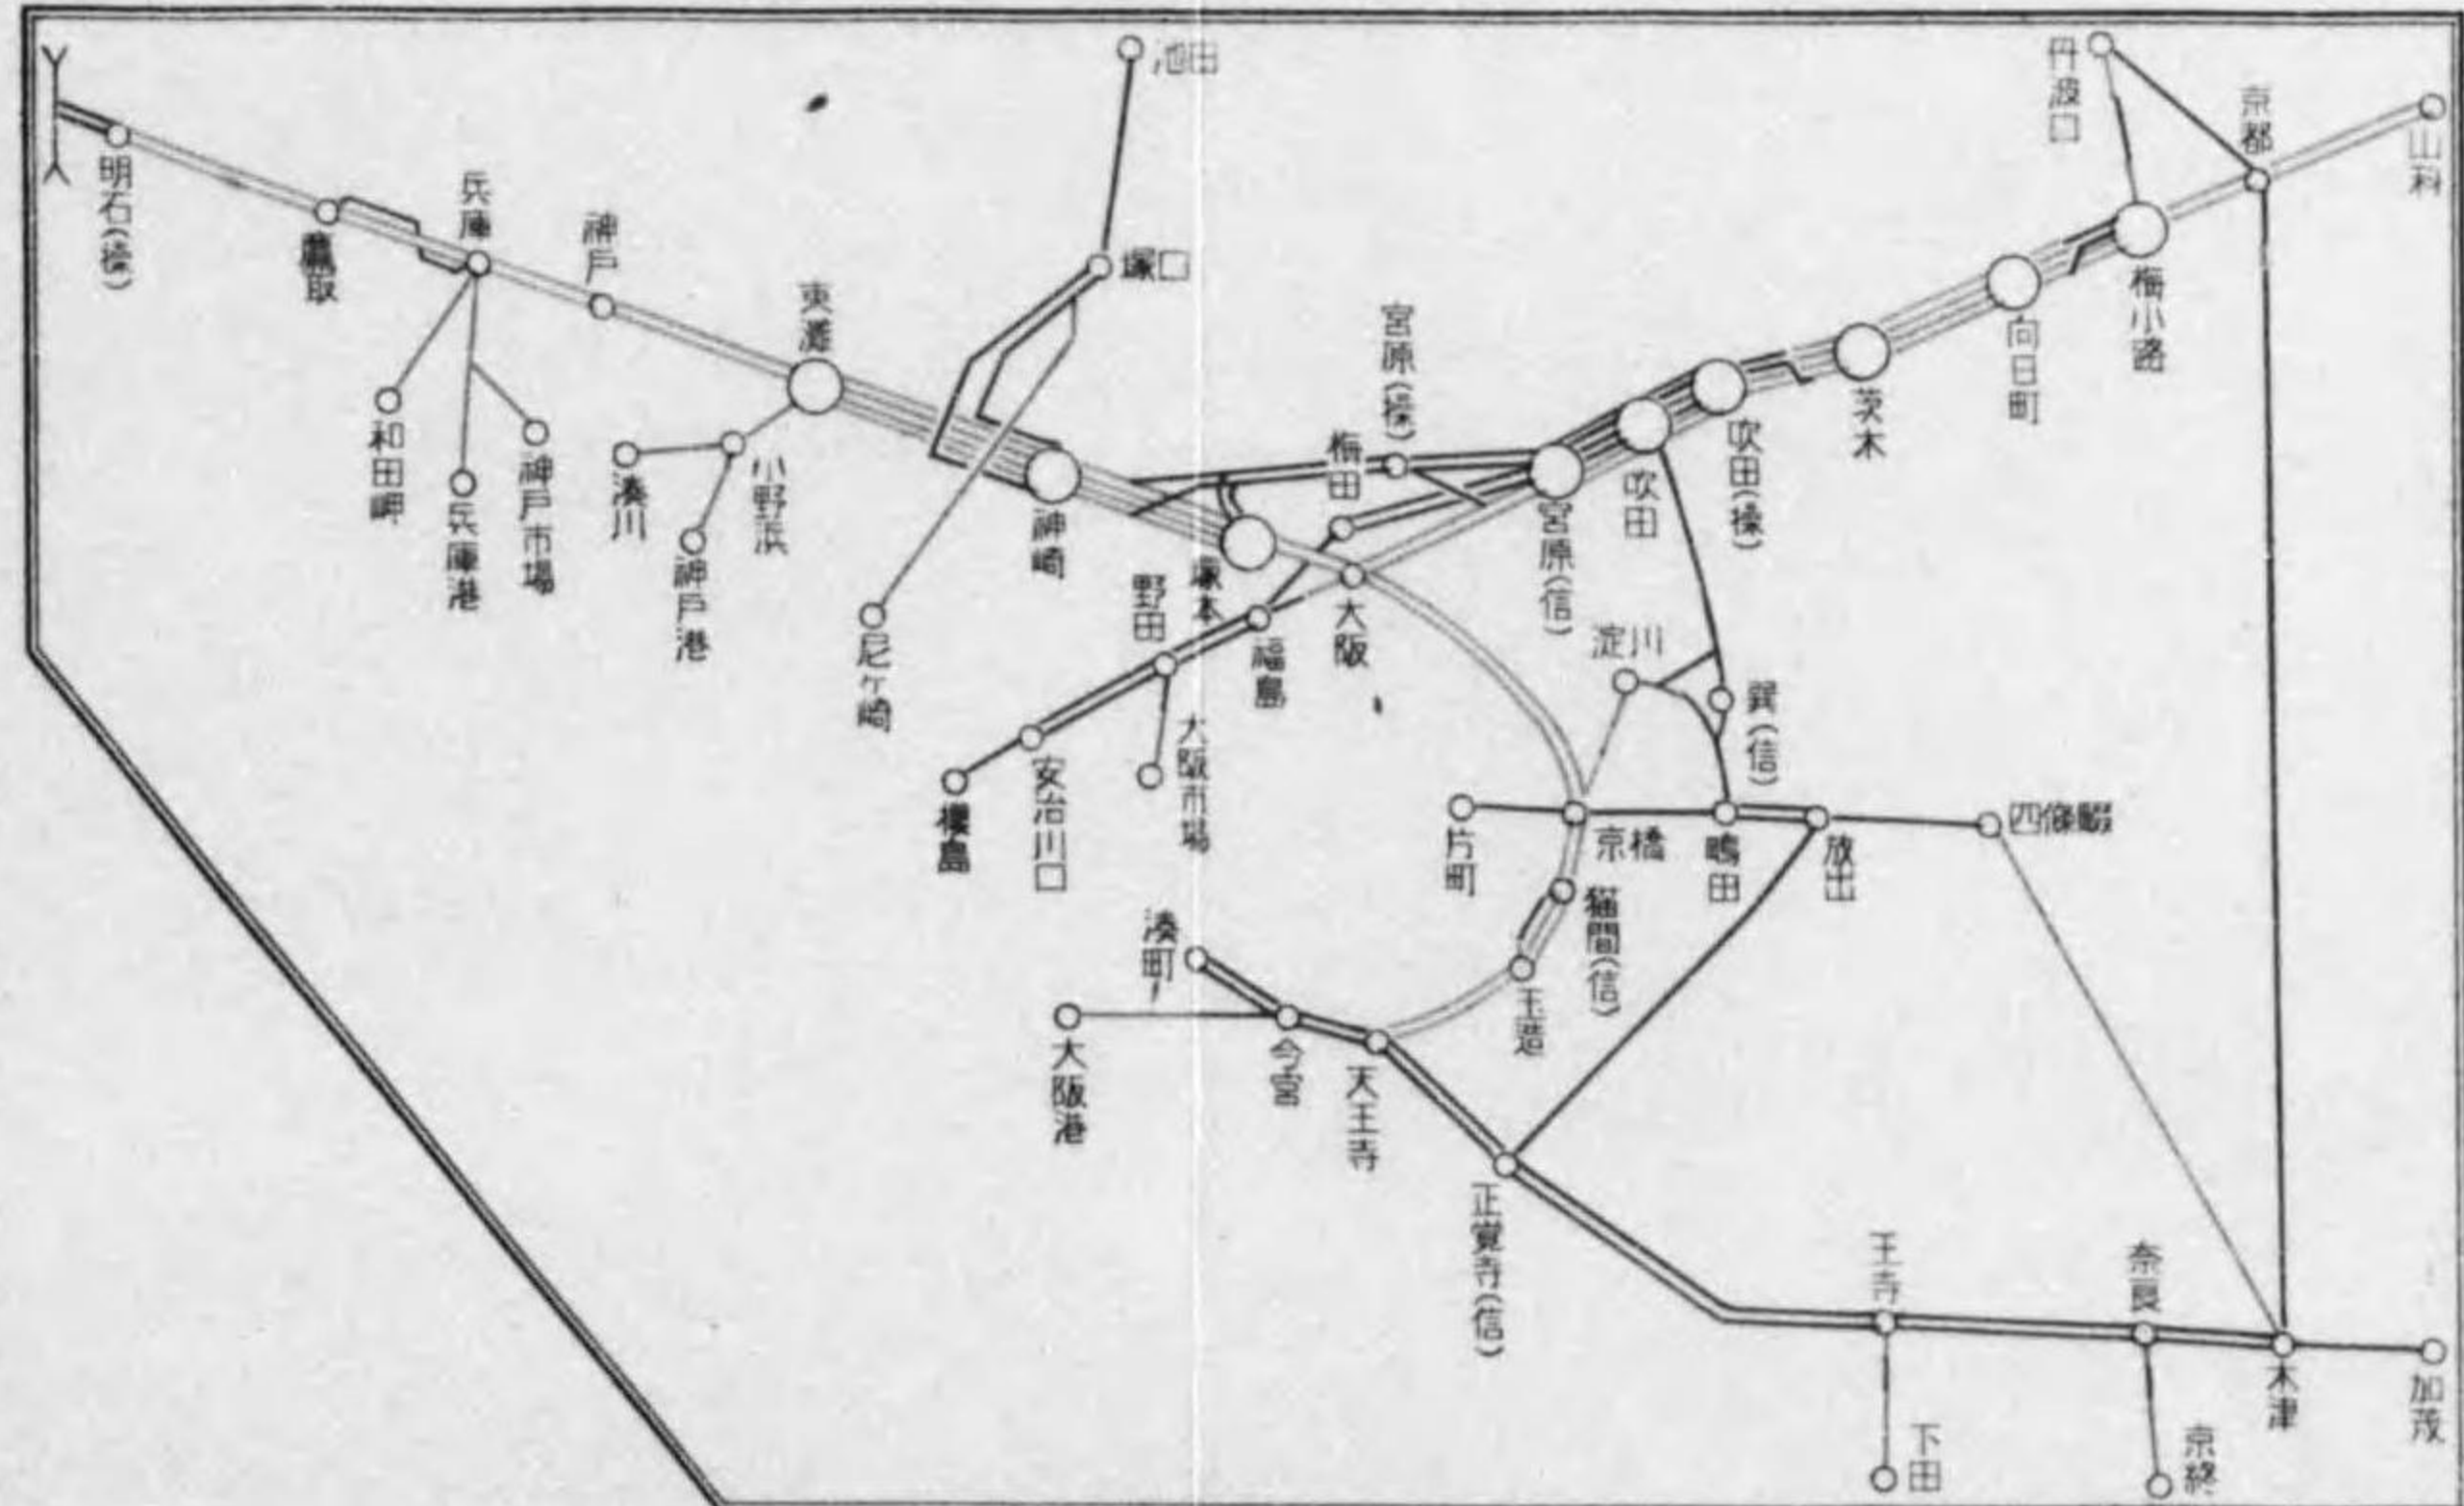 池田
丹波口
京都
山科
明石(操)
鷹取
兵庫
神戸
東灘
塚口
宮原(操)
梅田
梅小路
向日町
茨木
吹田(操)
吹田
宮原(信)
和田岬
兵庫港
神戸市場
湊川
小野浜
神戸港
神崎
塚本
野田
福島
大阪
尼ヶ崎
淀川
巽(信)
櫻島
安治川口
大阪市場
片町
京橋
鴫田
放出
四條畷
猫間(信)
玉造
湊町
大阪港
今宮
天王寺
正覚寺(信)
王寺
奈良
木津
加茂
下田
京終